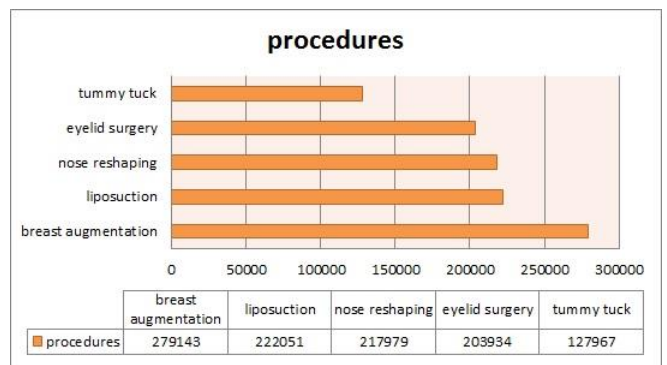 procedures
tummy tuck
eyelid surgery
nose reshaping
liposuction
breast augmentation
0 50000 100000 150000 200000 250000 300000
breast augmentation liposuction nose reshaping eyelid surgery tummy tuck
procedures 279143 222051 217979 203934 127967